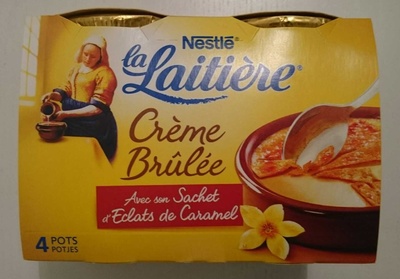 Nestlé®
la Laitière®
Crème
Brûlée
Avec son Sachet
d'Eclats de Caramel
4 POTS
POTJES